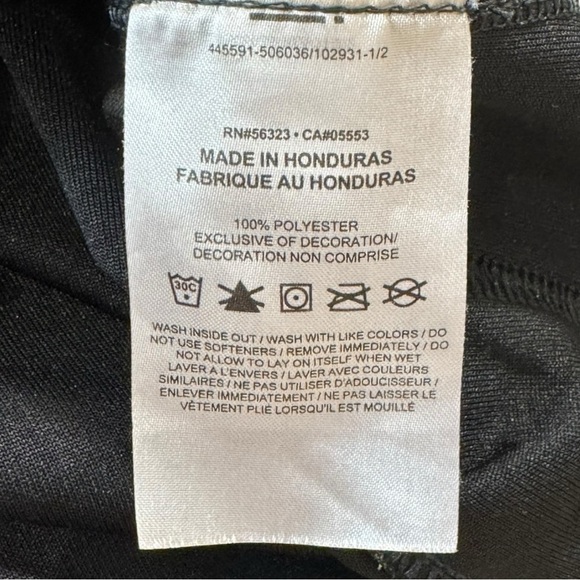 445591-506036/102931-1/2
RN#56323 • CA#05553
MADE IN HONDURAS
FABRIQUE AU HONDURAS
100% POLYESTER
EXCLUSIVE OF DECORATION/
DECORATION NON COMPRISE
30C
WASH INSIDE OUT / WASH WITH LIKE COLORS / DO
NOT USE SOFTENERS / REMOVE IMMEDIATELY / DO
NOT ALLOW TO LAY ON ITSELF WHEN WET
LAVER A L'ENVERS / LAVER AVEC COULEURS
SIMILAIRES / NE PAS UTILISER D'ADOUCISSEUR /
ENLEVER IMMEDIATEMENT / NE PAS LAISSER LE
VÊTEMENT PLIÉ LORSQU'IL EST MOUILLÉ